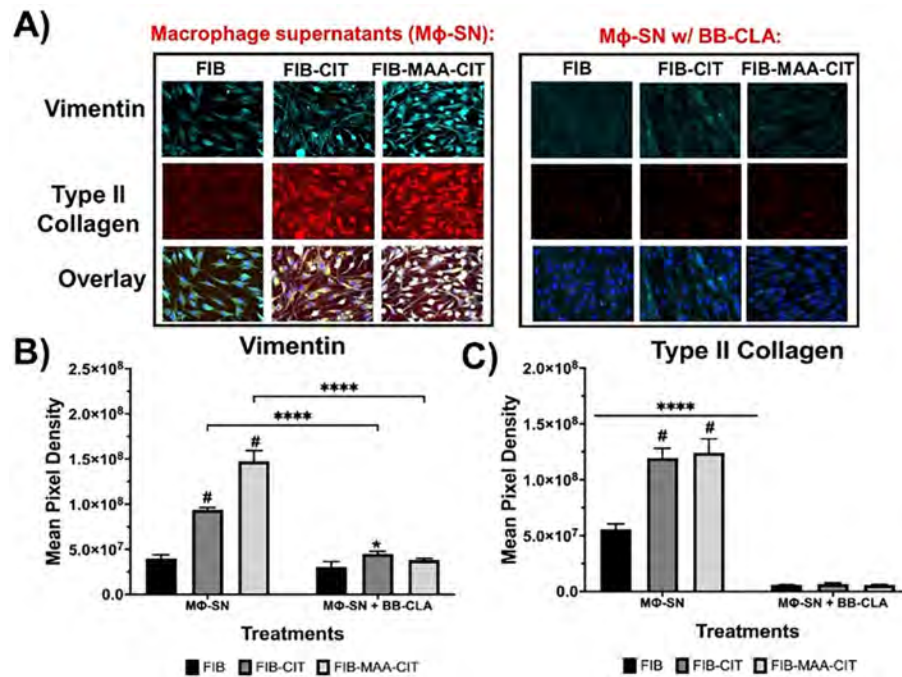 A)
Macrophage supernatants (Mϕ-SN):
Mϕ-SN w/ BB-CLA:
FIB FIB-CIT FIB-MAA-CIT
FIB FIB-CIT FIB-MAA-CIT
Vimentin
Type II
Collagen
Overlay
B)
Vimentin
Mean Pixel Density
2.5×10⁸
2.0×10⁸
1.5×10⁸
1.0×10⁸
5.0×10⁷
0.0
****
****
#
#
*
MΦ-SN MΦ-SN + BB-CLA
Treatments
FIB FIB-CIT FIB-MAA-CIT
C)
Type II Collagen
Mean Pixel Density
2.0×10⁸
1.5×10⁸
1.0×10⁸
5.0×10⁷
0.0
****
# #
MΦ-SN MΦ-SN + BB-CLA
Treatments
FIB FIB-CIT FIB-MAA-CIT